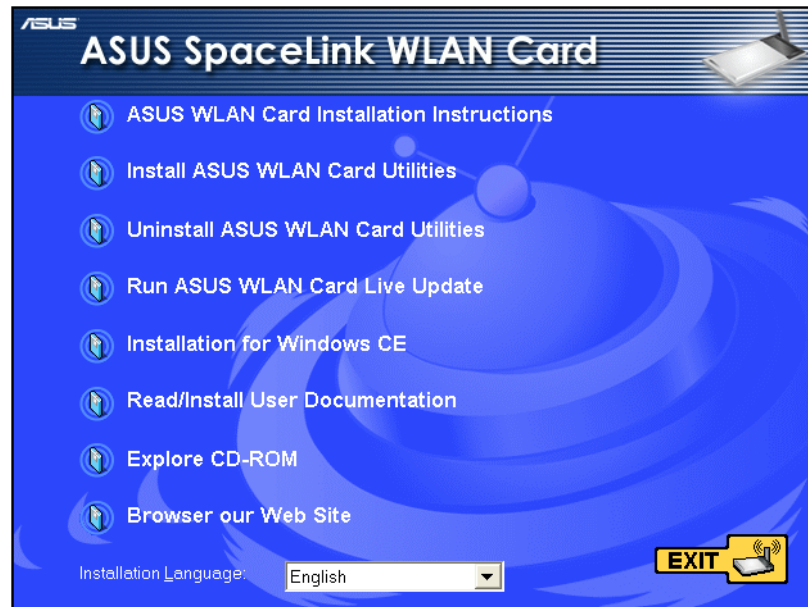 ASUS
ASUS SpaceLink WLAN Card
ASUS WLAN Card Installation Instructions
Install ASUS WLAN Card Utilities
Uninstall ASUS WLAN Card Utilities
Run ASUS WLAN Card Live Update
Installation for Windows CE
Read/Install User Documentation
Explore CD-ROM
Browser our Web Site
Installation Language: English
EXIT